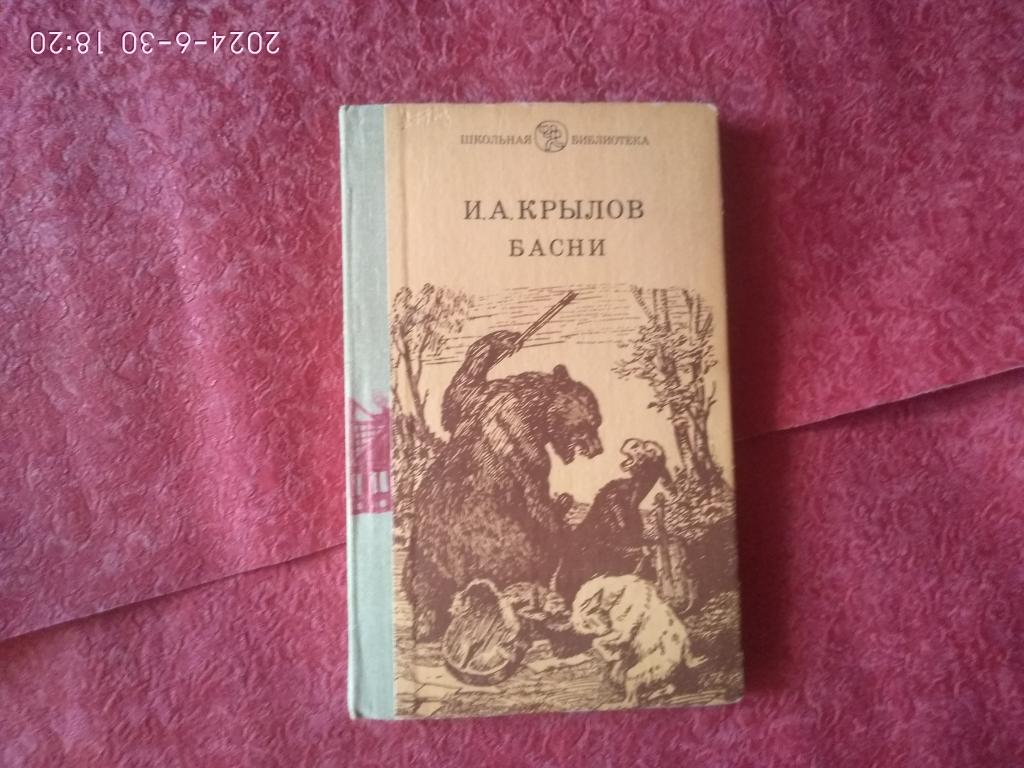 2024-6-30 18:20
ШКОЛЬНАЯ БИБЛИОТЕКА
И.А.КРЫЛОВ
БАСНИ